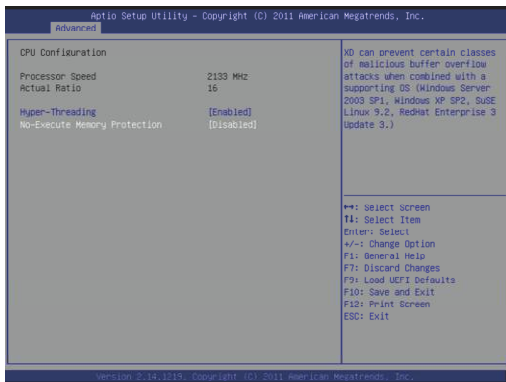 Aptio Setup Utility - Copyright (C) 2011 American Megatrends, Inc.
Advanced
CPU Configuration
Processor Speed 2133 MHz
Actual Ratio 16
Hyper-Threading [Enabled]
No-Execute Memory Protection [Disabled]
XD can prevent certain classes
of malicious buffer overflow
attacks when combined with a
supporting OS (Windows Server
2003 SP1, Windows XP SP2, SuSE
Linux 9.2, RedHat Enterprise 3
Update 3.)
↔: Select Screen
↑↓: Select Item
Enter: Select
+/-: Change Option
F1: General Help
F7: Discard Changes
F9: Load UEFI Defaults
F10: Save and Exit
F12: Print Screen
ESC: Exit
Version 2.14.1219. Copyright (C) 2011 American Megatrends, Inc.